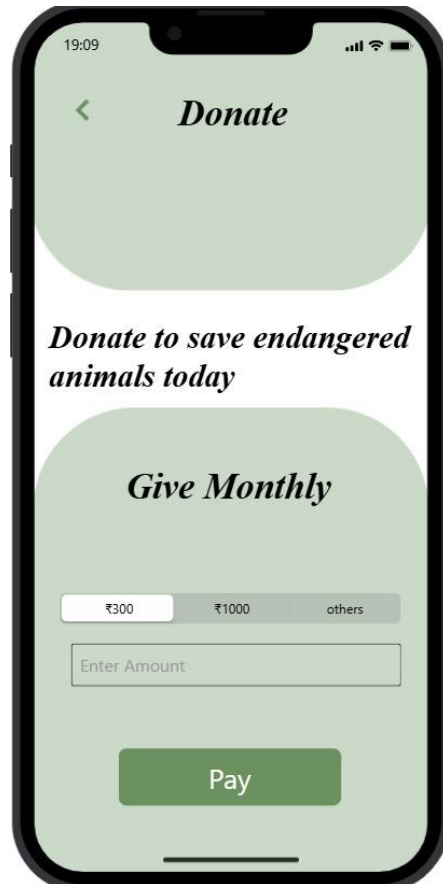 19:09
Donate
Donate to save endangered
animals today
Give Monthly
₹300 ₹1000 others
Enter Amount
Pay